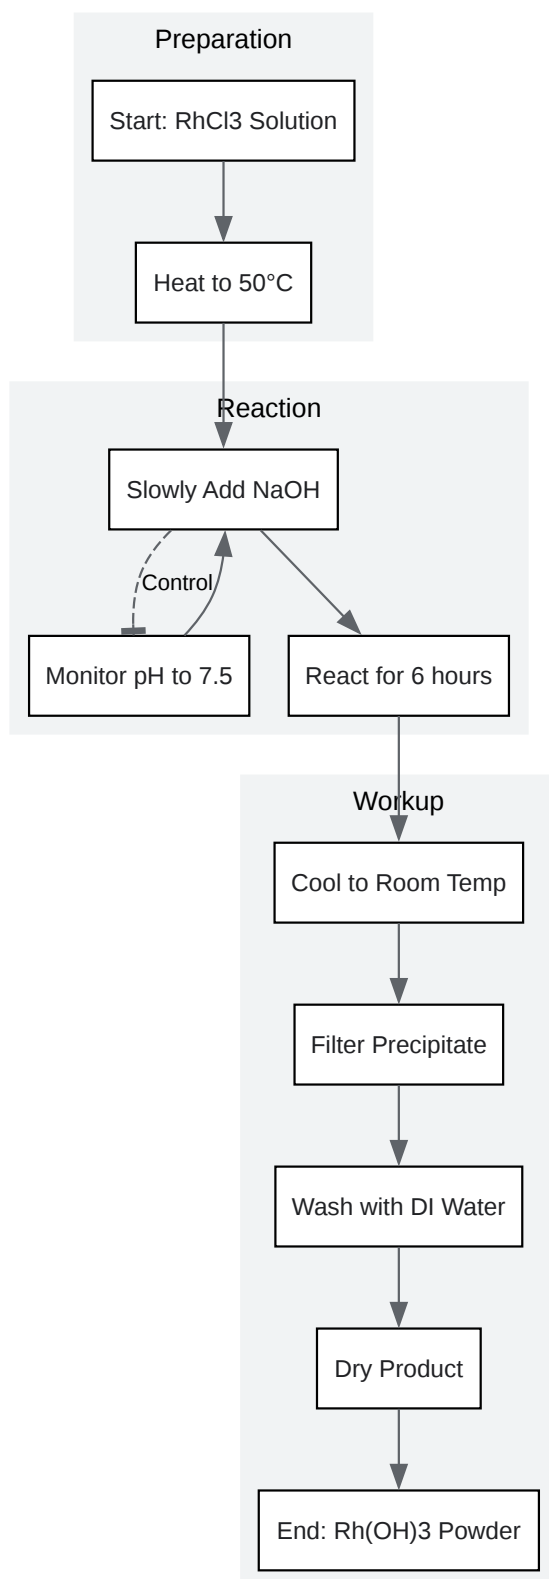 Preparation
Start: RhCl3 Solution
Heat to 50°C
Reaction
Slowly Add NaOH
Control
Monitor pH to 7.5
React for 6 hours
Workup
Cool to Room Temp
Filter Precipitate
Wash with DI Water
Dry Product
End: Rh(OH)3 Powder